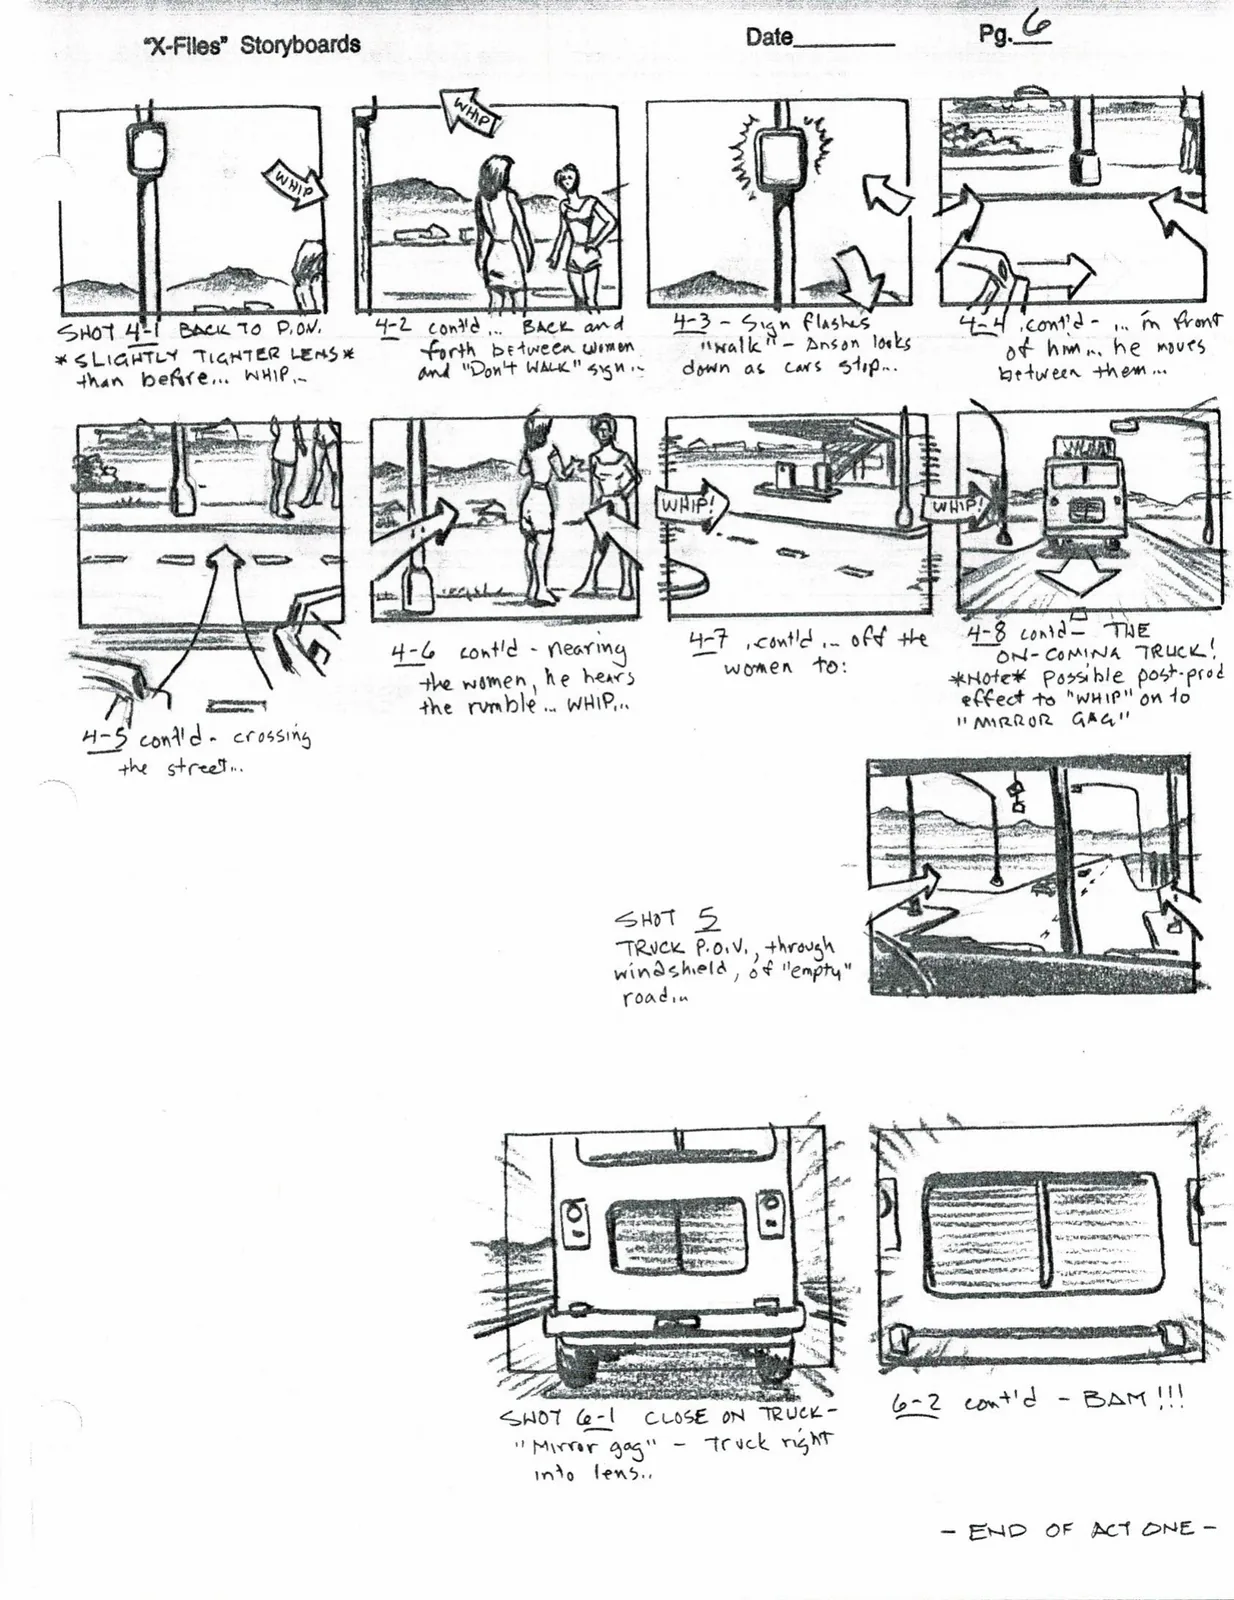 "X-Files" Storyboards
Date
Pg. 6
WHIP
WHIP
SHOT 4-1 BACK TO P.O.V.
*SLIGHTLY TIGHTER LENS*
than before... WHIP...
4-2 cont'd... BACK and
forth between women
and "Don't WALK" sign...
4-3 - Sign flashes
"walk" - Anson looks
down as cars stop...
4-4 .cont'd - ... in front
of him... he moves
between them...
WHIP!
WHIP!
4-5 cont'd - crossing
the street...
4-6 cont'd - nearing
the women, he hears
the rumble... WHIP...
4-7 .cont'd... off the
women to:
4-8 cont'd - THE
ON-COMING TRUCK!
*NOTE* Possible post-prod
effect to "WHIP" on to
"MIRROR GAG"
SHOT 5
TRUCK P.O.V., through
windshield, of "empty"
road...
SHOT 6-1 CLOSE ON TRUCK -
"Mirror gag" - Truck right
into lens..
6-2 cont'd - BAM!!!
- END OF ACT ONE -